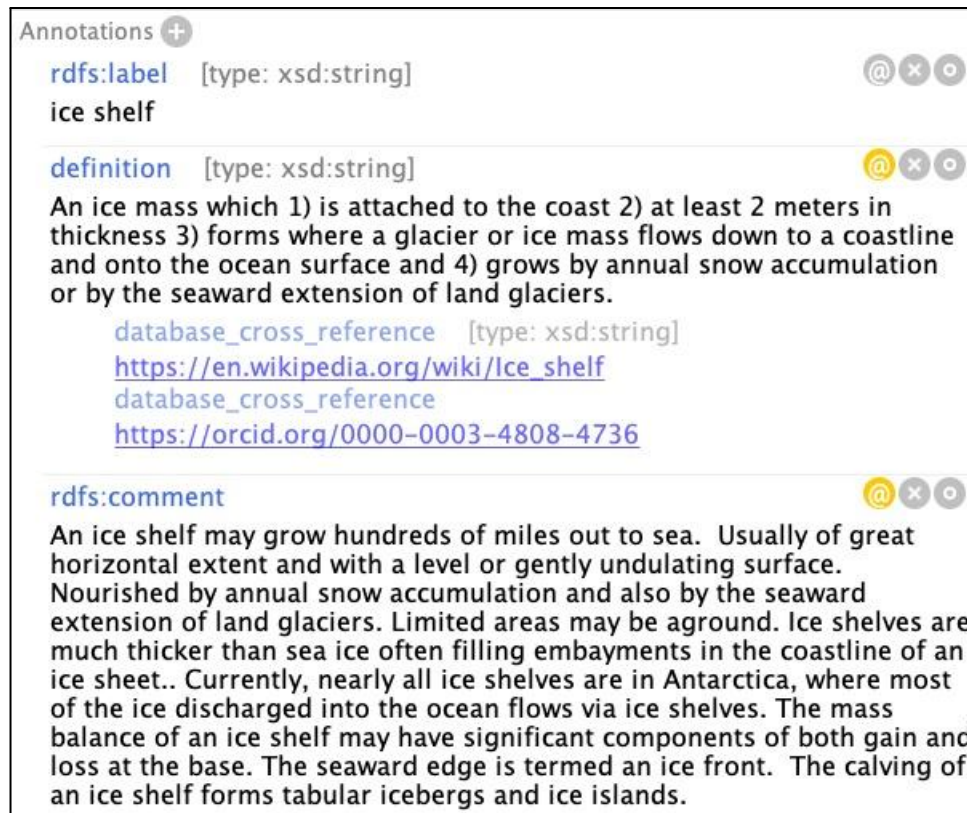 Annotations
rdfs:label [type: xsd:string]
ice shelf
definition [type: xsd:string]
An ice mass which 1) is attached to the coast 2) at least 2 meters in
thickness 3) forms where a glacier or ice mass flows down to a coastline
and onto the ocean surface and 4) grows by annual snow accumulation
or by the seaward extension of land glaciers.
database_cross_reference [type: xsd:string]
https://en.wikipedia.org/wiki/Ice_shelf
database_cross_reference
https://orcid.org/0000-0003-4808-4736
rdfs:comment
An ice shelf may grow hundreds of miles out to sea.  Usually of great
horizontal extent and with a level or gently undulating surface.
Nourished by annual snow accumulation and also by the seaward
extension of land glaciers. Limited areas may be aground. Ice shelves are
much thicker than sea ice often filling embayments in the coastline of an
ice sheet.. Currently, nearly all ice shelves are in Antarctica, where most
of the ice discharged into the ocean flows via ice shelves. The mass
balance of an ice shelf may have significant components of both gain and
loss at the base. The seaward edge is termed an ice front.  The calving of
an ice shelf forms tabular icebergs and ice islands.